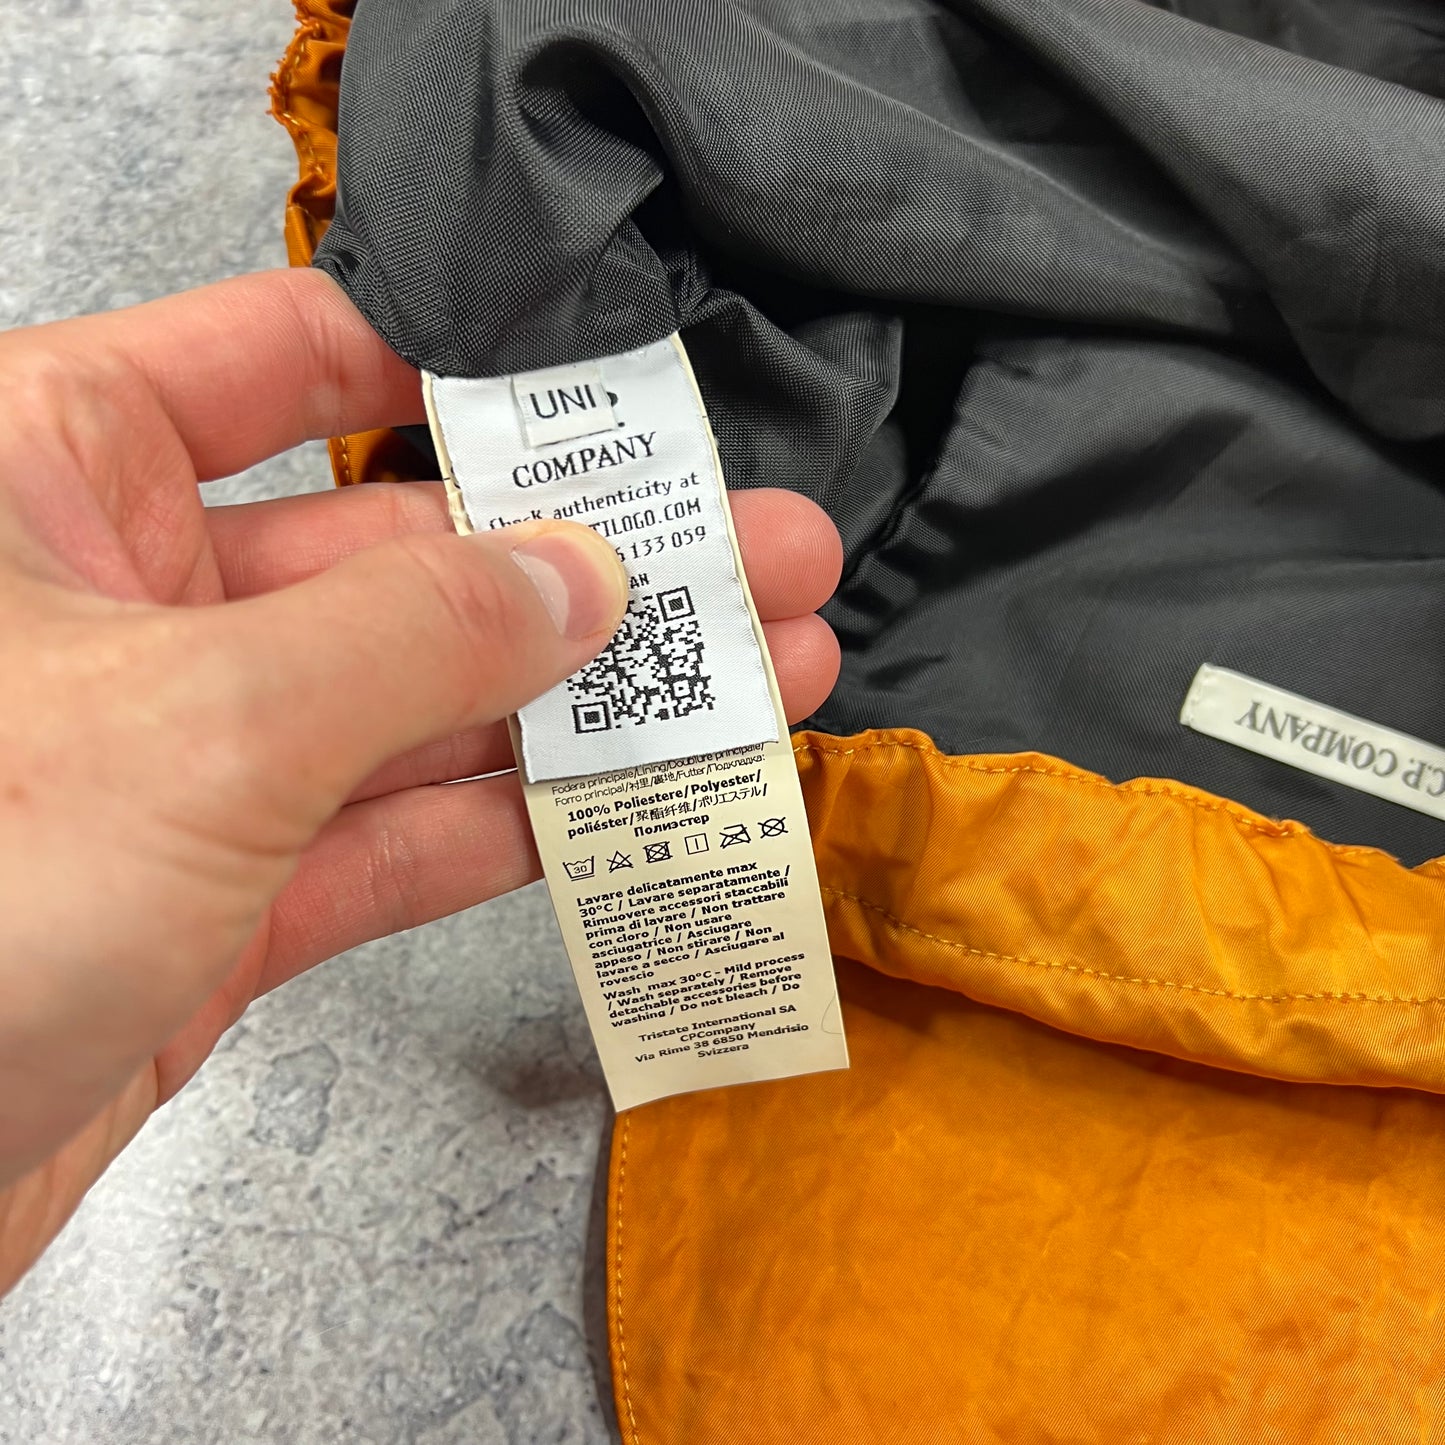 UNI
COMPANY
Check authenticity at
TILOGO.COM
133 059
AN
Fodera principale/Lining/Doublure principale/
Forro principal/衬里/裏地/Futter/Подкладка:
100% Poliestere/Polyester/
poliéster/聚酯纤维/ポリエステル/
Полиэстер
30
Lavare delicatamente max
30°C / Lavare separatamente /
Rimuovere accessori staccabili
prima di lavare / Non trattare
con cloro / Non usare
asciugatrice / Asciugare
appeso / Non stirare / Non
lavare a secco / Asciugare al
rovescio
Wash max 30°C - Mild process
/ Wash separately / Remove
detachable accessories before
washing / Do not bleach / Do
Tristate International SA
CPCompany
Via Rime 38 6850 Mendrisio
Svizzera
C.P. COMPANY